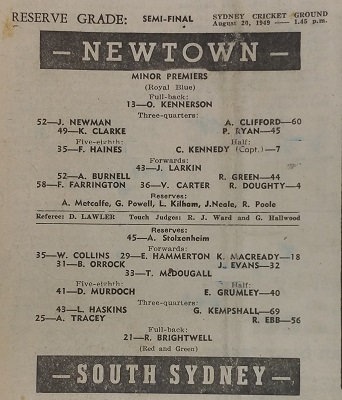 RESERVE GRADE: SEMI-FINAL SYDNEY CRICKET GROUND
August 20, 1949 — 1.45 p.m.
— NEWTOWN —
MINOR PREMIERS
(Royal Blue)
Full-back:
13—O. KENNERSON
Three-quarters:
52—J. NEWMAN A. CLIFFORD—60
49—K. CLARKE P. RYAN—45
Five-eighth: Half:
35—F. HAINES C. KENNEDY (Capt.)—7
Forwards:
43—J. LARKIN
52—A. BURNELL R. GREEN—44
58—F. FARRINGTON 36—V. CARTER R. DOUGHTY—4
Reserves:
A. Metcalfe, G. Powell, L. Kilham, J. Neale, R. Poole
Referee: D. LAWLER Touch Judges: R. J. Ward and G. Hallwood
Reserves:
45—A. Stolzenheim
Forwards:
35—W. COLLINS 29—E. HAMMERTON K. MACREADY—18
31—B. ORROCK J. EVANS—32
33—T. McDOUGALL
Five-eighth: Half:
41—D. MURDOCH E. GRUMLEY—40
Three-quarters:
43—L. HASKINS G. KEMPSHALL—69
25—A. TRACEY R. EBB—56
Full-back:
21—R. BRIGHTWELL
(Red and Green)
— SOUTH SYDNEY —